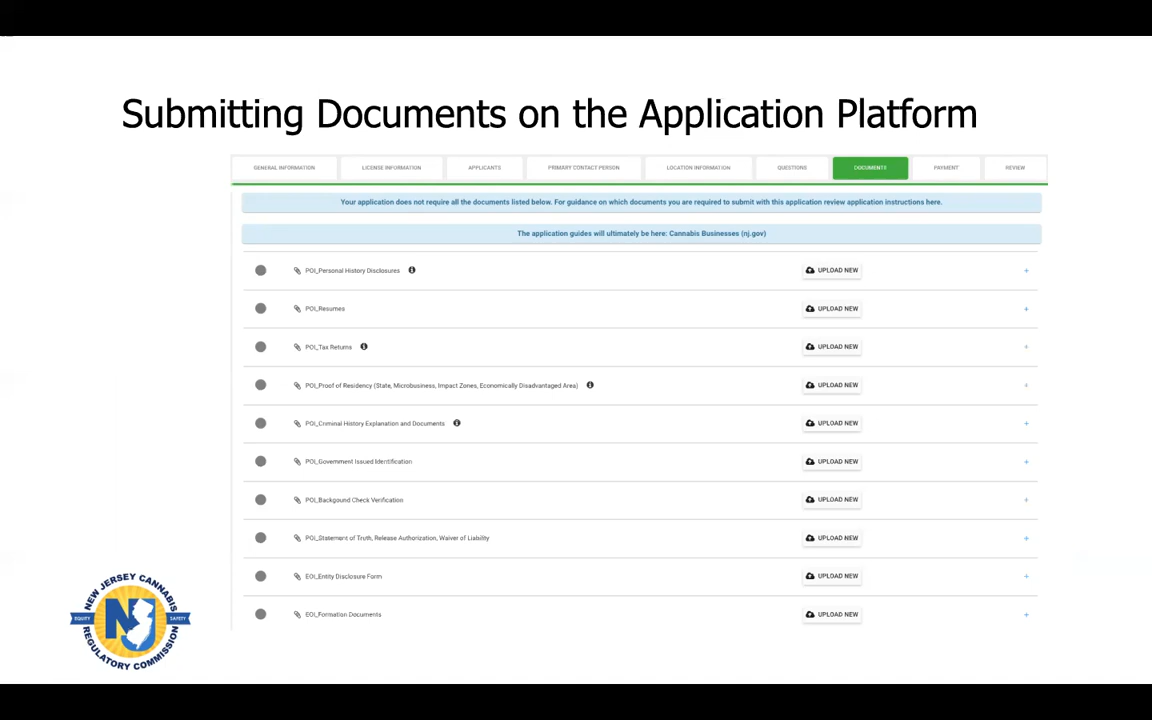 Submitting Documents on the Application Platform
GENERAL INFORMATION LICENSE INFORMATION APPLICANTS PRIMARY CONTACT PERSON LOCATION INFORMATION QUESTIONS DOCUMENTS PAYMENT REVIEW
Your application does not require all the documents listed below. For guidance on which documents you are required to submit with this application review application instructions here.
The application guides will ultimately be here: Cannabis Businesses (nj.gov)
POI_Personal History Disclosures UPLOAD NEW +
POI_Resumes UPLOAD NEW +
POI_Tax Returns UPLOAD NEW +
POI_Proof of Residency (State, Microbusiness, Impact Zones, Economically Disadvantaged Area) UPLOAD NEW +
POI_Criminal History Explanation and Documents UPLOAD NEW +
POI_Government Issued Identification UPLOAD NEW +
POI_Backgound Check Verification UPLOAD NEW +
POI_Statement of Truth, Release Authorization, Waiver of Liability UPLOAD NEW +
EOI_Entity Disclosure Form UPLOAD NEW +
EOI_Formation Documents UPLOAD NEW +
NEW JERSEY CANNABIS
EQUITY NJ SAFETY
REGULATORY COMMISSION